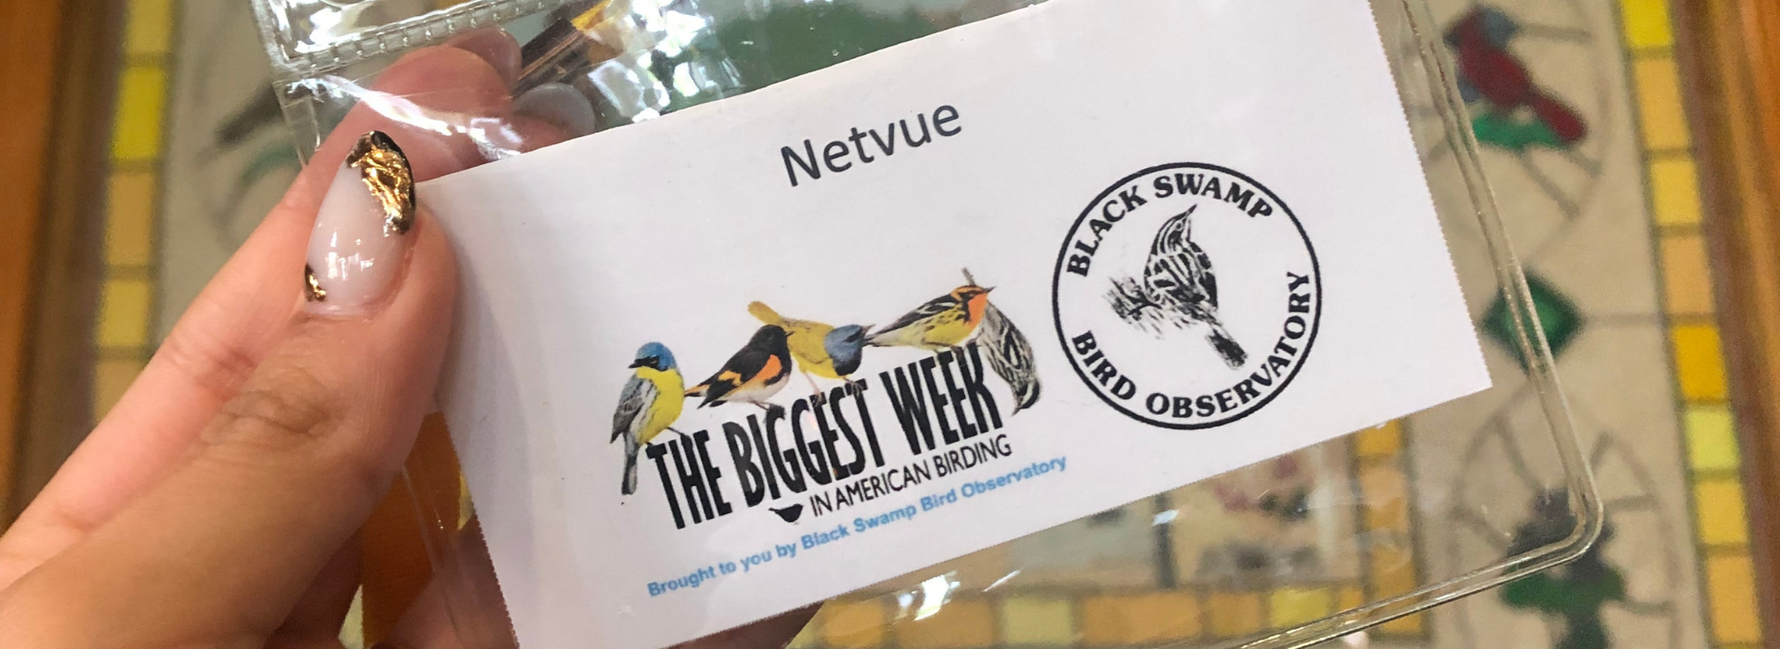 Netvue
BLACK SWAMP
BIRD OBSERVATORY
THE BIGGEST WEEK
IN AMERICAN BIRDING
Brought to you by Black Swamp Bird Observatory